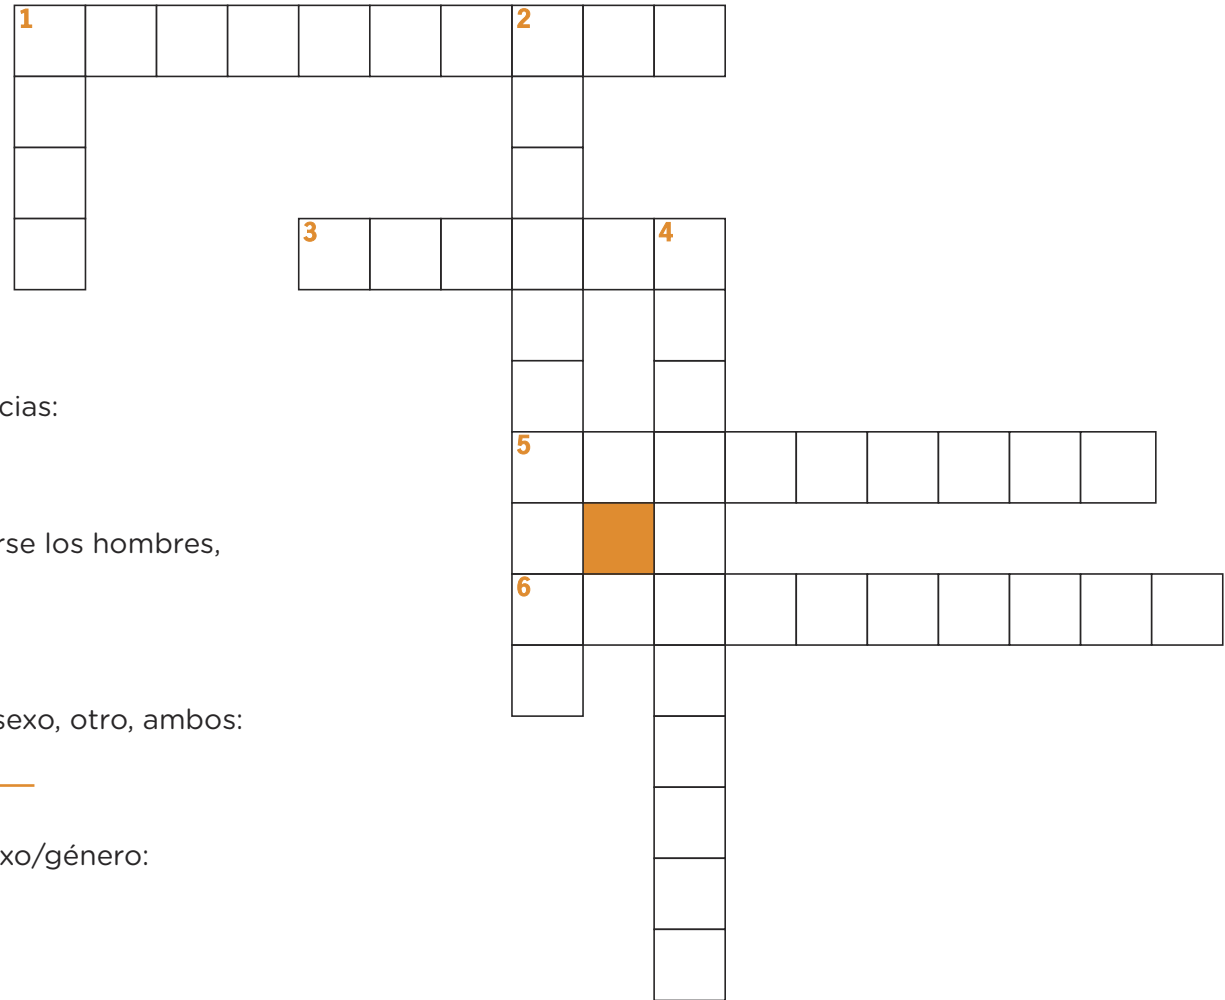 1 2
3 4
cias:
5
rse los hombres,
6
sexo, otro, ambos:
xo/género: